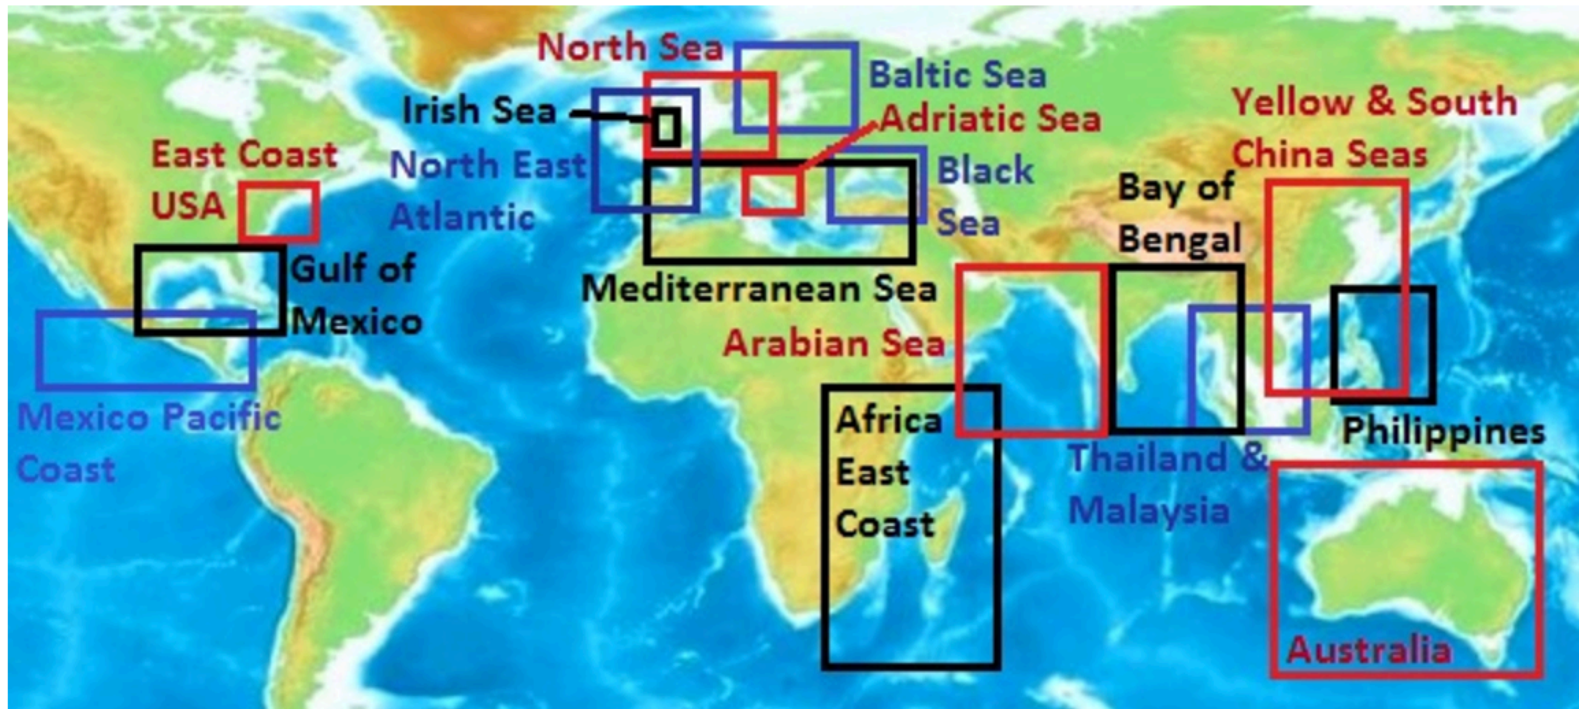 North Sea
Baltic Sea
Irish Sea
Adriatic Sea
Yellow & South
China Seas
East Coast
USA
North East
Atlantic
Black
Sea
Bay of
Bengal
Gulf of
Mexico
Mediterranean Sea
Arabian Sea
Mexico Pacific
Coast
Africa
East
Coast
Philippines
Thailand &
Malaysia
Australia